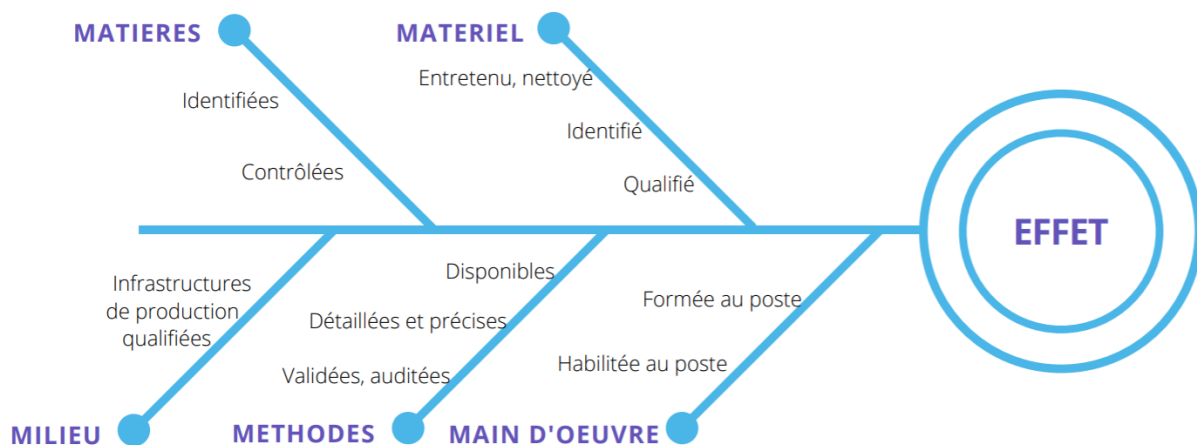 MATIERES
MATERIEL
Entretenu, nettoyé
Identifiées
Identifié
Contrôlées
Qualifié
EFFET
Infrastructures
de production
qualifiées
Disponibles
Détaillées et précises
Validées, auditées
Formée au poste
Habilitée au poste
MILIEU
METHODES
MAIN D'OEUVRE